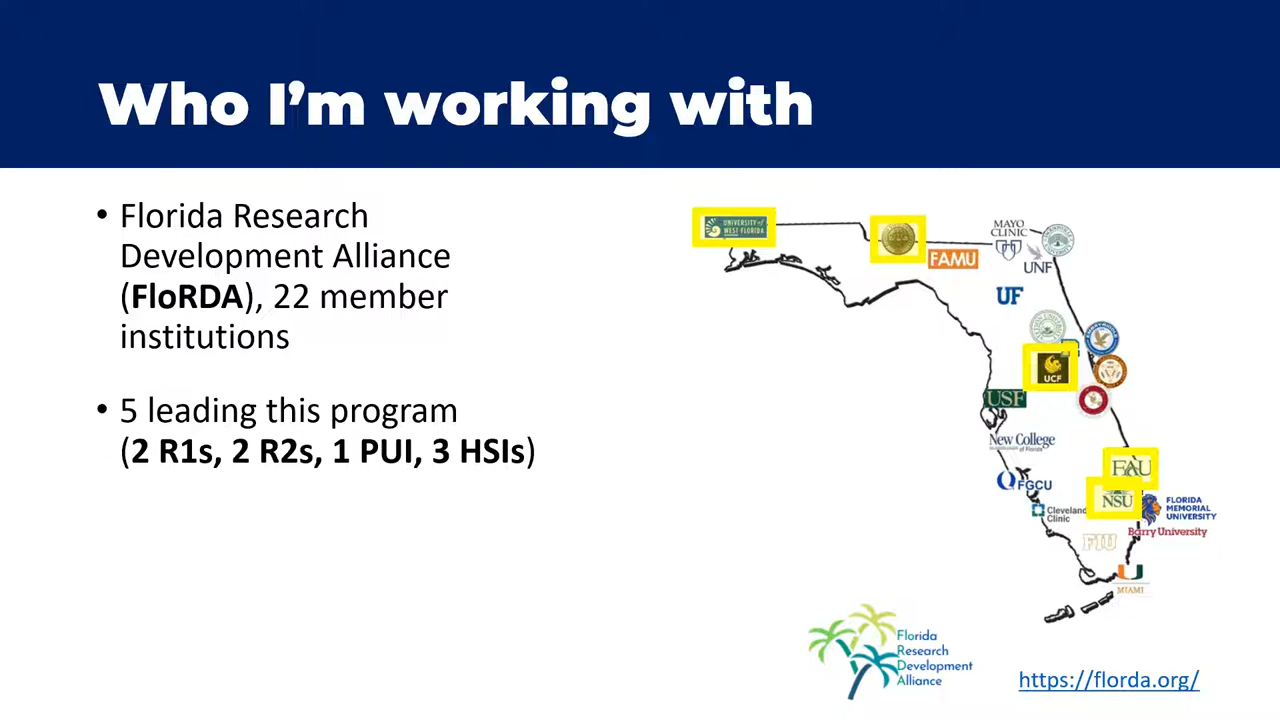 Who I’m working with
• Florida Research
Development Alliance
(FloRDA), 22 member
institutions
• 5 leading this program
(2 R1s, 2 R2s, 1 PUI, 3 HSIs)
UNIVERSITY of
WEST FLORIDA
FAMU
MAYO
CLINIC
UNF
UF
UCF
USF
New College
of Florida
FGCU
Cleveland
Clinic
FAU
NSU
FLORIDA
MEMORIAL
UNIVERSITY
Barry University
FIU
MIAMI
Florida
Research
Development
Alliance
https://florda.org/